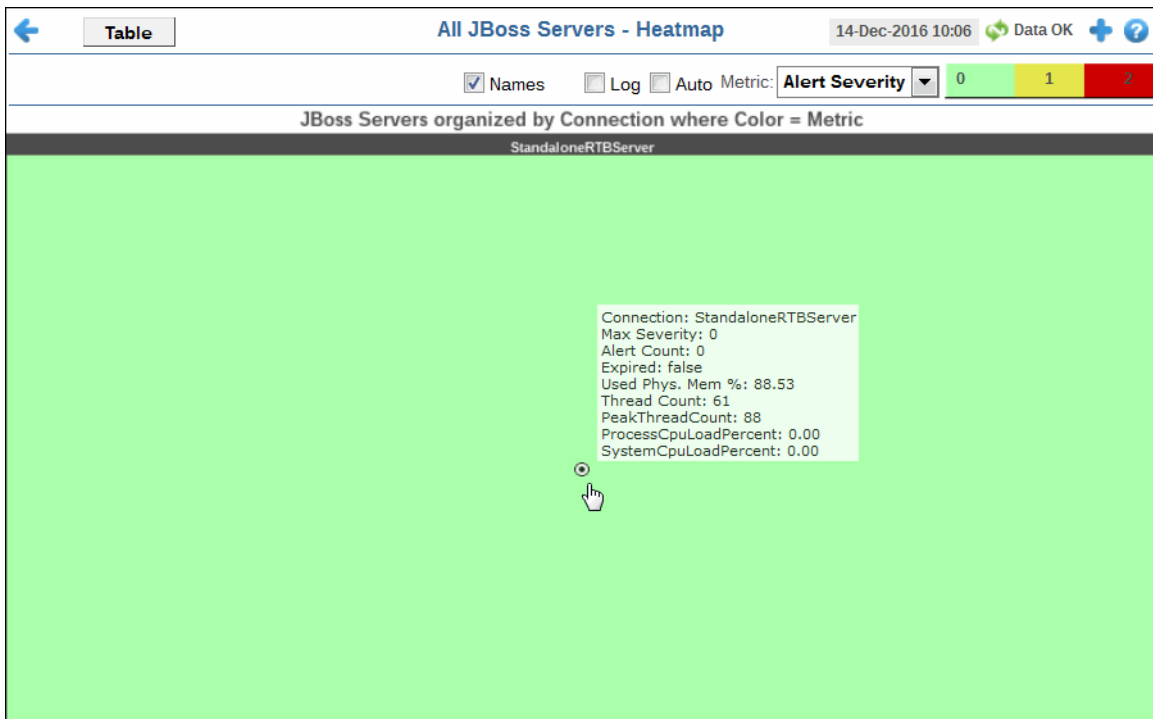 Table
All JBoss Servers - Heatmap
14-Dec-2016 10:06
Data OK
Names
Log
Auto
Metric:
Alert Severity
0
1
2
JBoss Servers organized by Connection where Color = Metric
StandaloneRTBServer
Connection: StandaloneRTBServer
Max Severity: 0
Alert Count: 0
Expired: false
Used Phys. Mem %: 88.53
Thread Count: 61
PeakThreadCount: 88
ProcessCpuLoadPercent: 0.00
SystemCpuLoadPercent: 0.00